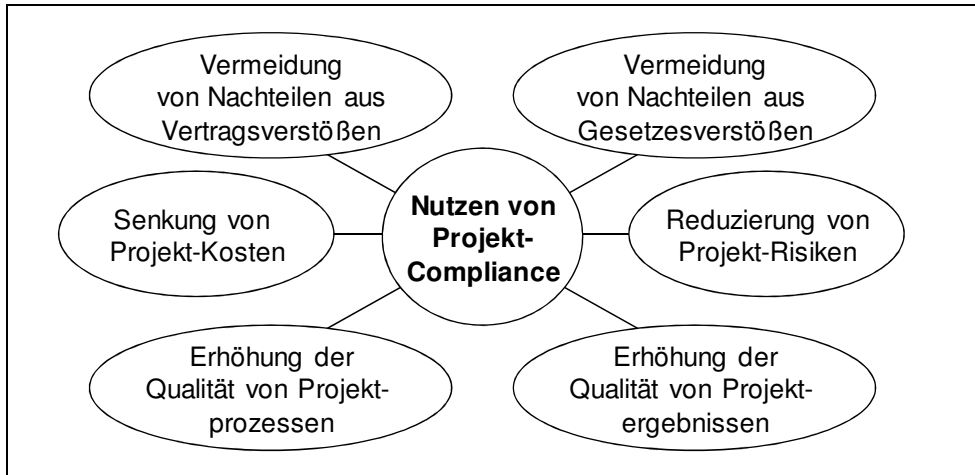 Vermeidung
von Nachteilen aus
Vertragsverstößen
Vermeidung
von Nachteilen aus
Gesetzesverstößen
Senkung von
Projekt-Kosten
Nutzen von
Projekt-
Compliance
Reduzierung von
Projekt-Risiken
Erhöhung der
Qualität von Projekt-
prozessen
Erhöhung der
Qualität von Projekt-
ergebnissen